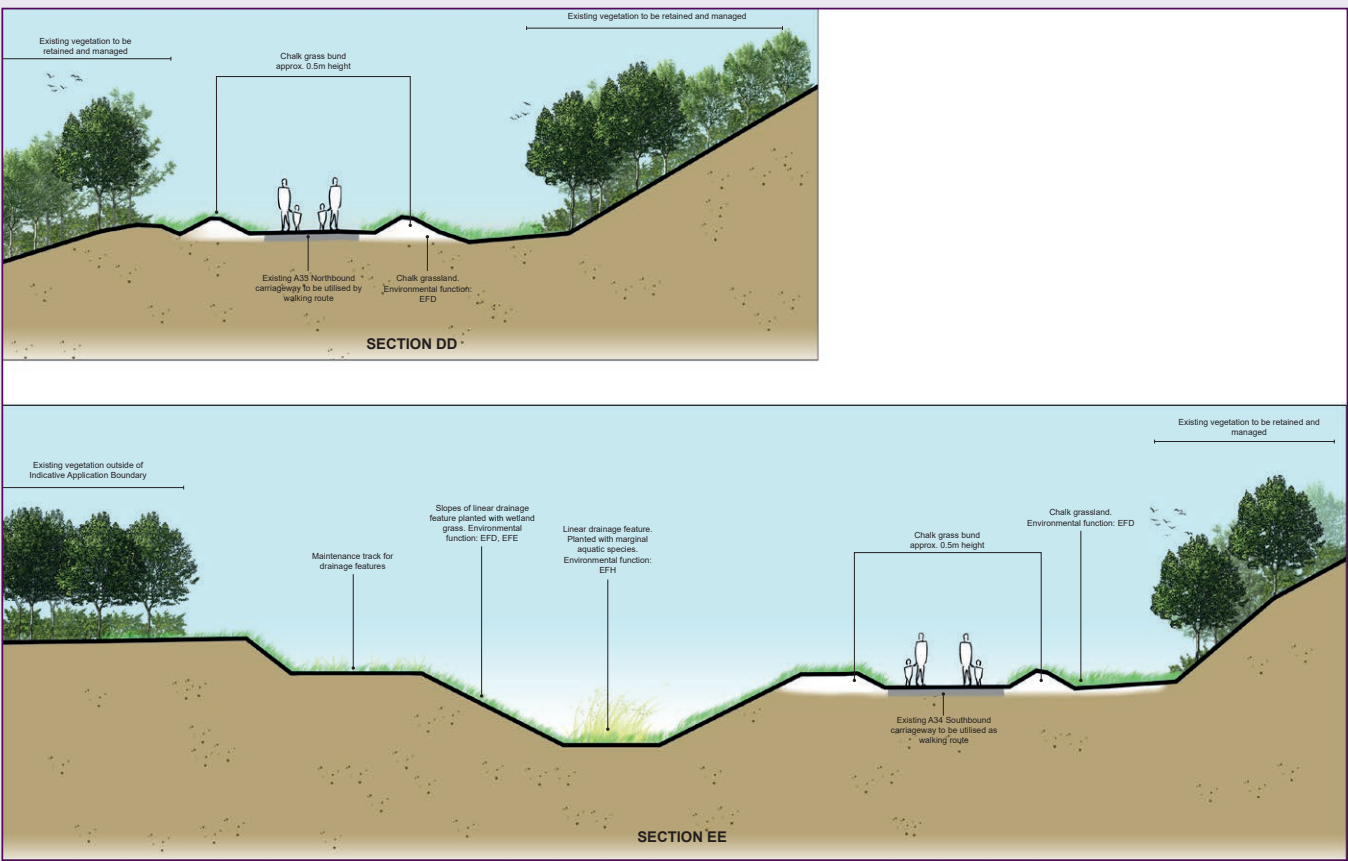 Existing vegetation to be retained and managed
Existing vegetation to be
retained and managed
Chalk grass bund
approx. 0.5m height
Existing A33 Northbound
carriageway to be utilised by
walking route
Chalk grassland.
Environmental function:
EFD
SECTION DD
Existing vegetation to be retained and
managed
Existing vegetation outside of
Indicative Application Boundary
Maintenance track for
drainage features
Slopes of linear drainage
feature planted with wetland
grass. Environmental
function: EFD, EFE
Linear drainage feature.
Planted with marginal
aquatic species.
Environmental function:
EFH
Chalk grass bund
approx. 0.5m height
Chalk grassland.
Environmental function: EFD
Existing A34 Southbound
carriageway to be utilised as
walking route
SECTION EE